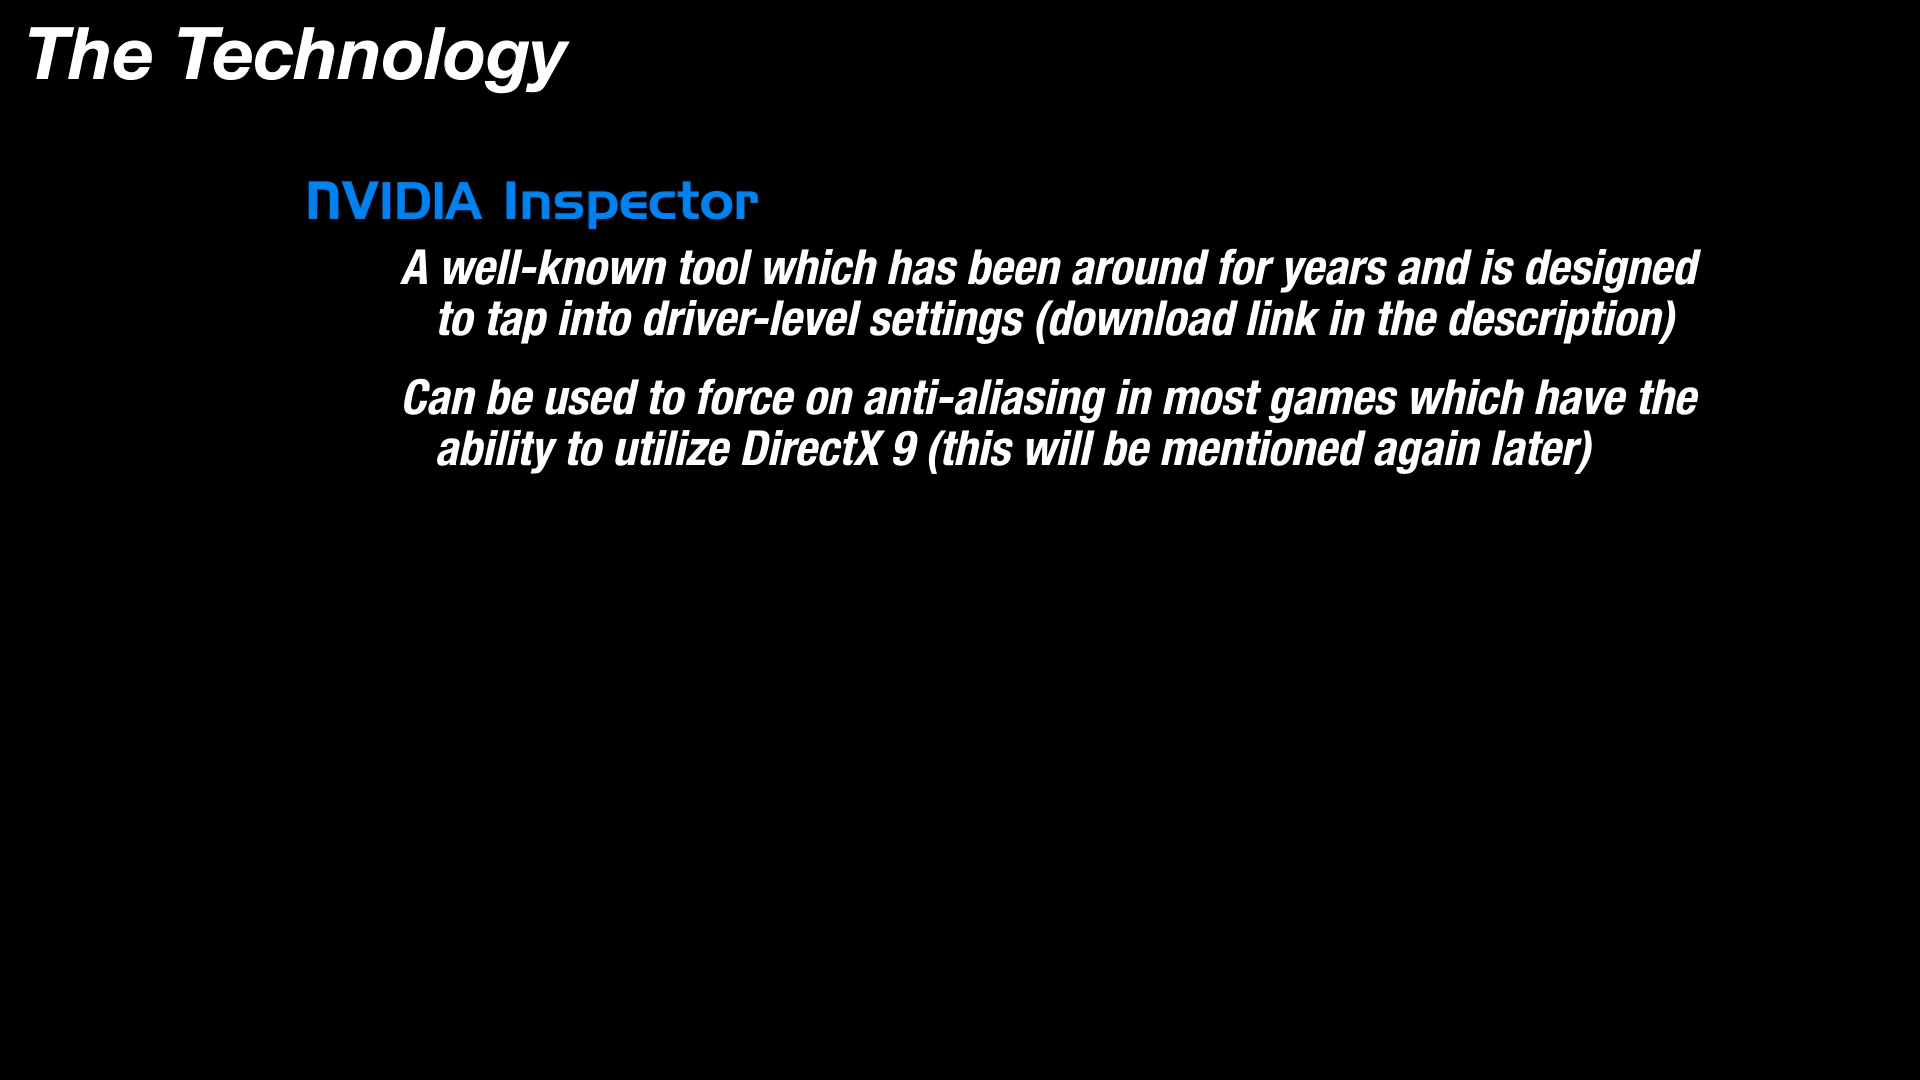 The Technology
NVIDIA Inspector
A well-known tool which has been around for years and is designed
to tap into driver-level settings (download link in the description)
Can be used to force on anti-aliasing in most games which have the
ability to utilize DirectX 9 (this will be mentioned again later)